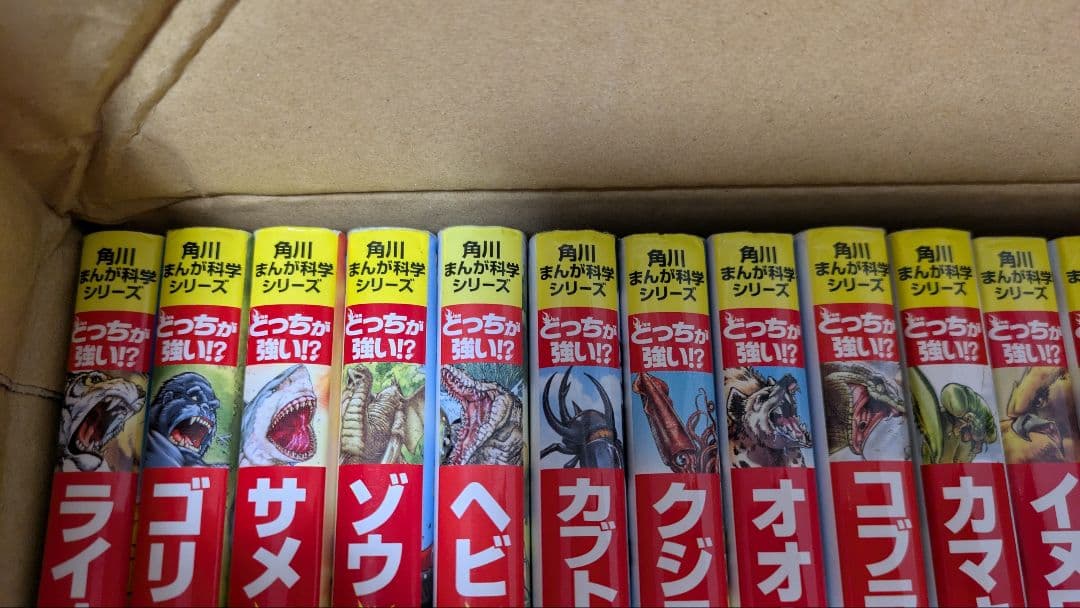 角川
まんが科学
シリーズ
どっちが
強い!?
ライ
角川
まんが科学
シリーズ
どっちが
強い!?
ゴリ
角川
まんが科学
シリーズ
どっちが
強い!?
サメ
角川
まんが科学
シリーズ
どっちが
強い!?
ゾウ
角川
まんが科学
シリーズ
どっちが
強い!?
ヘビ
角川
まんが科学
シリーズ
どっちが
強い!?
カブト
角川
まんが科学
シリーズ
どっちが
強い!?
クジ
角川
まんが科学
シリーズ
どっちが
強い!?
オオ
角川
まんが科学
シリーズ
どっちが
強い!?
コブラ
角川
まんが科学
シリーズ
どっちが
強い!?
カマ
角川
まんが科学
シリーズ
どっちが
強い!?
イヌ